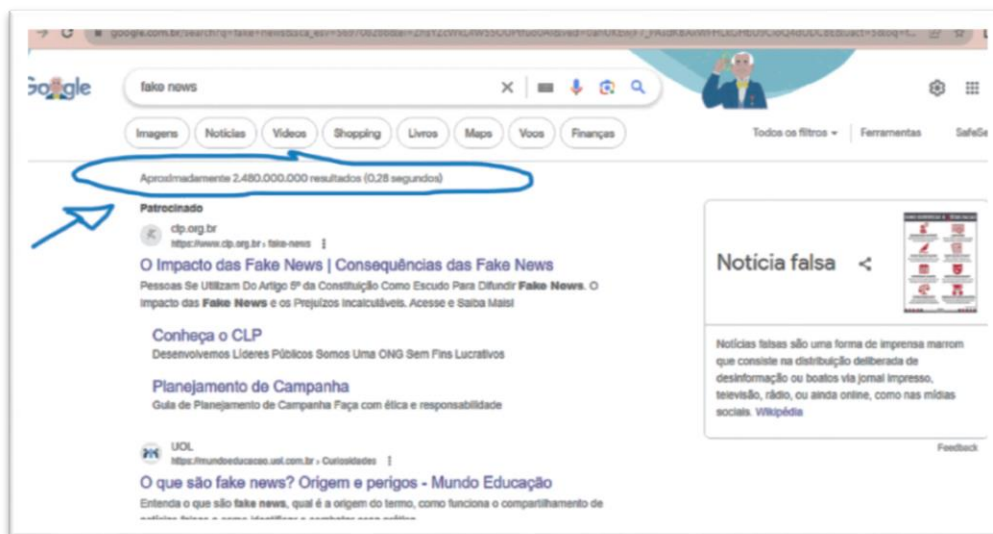 Google
fake news
Imagens Notícias Vídeos Shopping Livros Maps Voos Finanças Todos os filtros Ferramentas SafeSe
Aproximadamente 2.480.000.000 resultados (0,28 segundos)
Patrocinado
clp.org.br
https://www.clp.org.br › fake-news
O Impacto das Fake News | Consequências das Fake News
Pessoas Se Utilizam Do Artigo 5º da Constituição Como Escudo Para Difundir Fake News. O
Impacto das Fake News e os Prejuízos Incalculáveis. Acesse e Saiba Mais!
Conheça o CLP
Desenvolvemos Líderes Públicos Somos Uma ONG Sem Fins Lucrativos
Planejamento de Campanha
Guia de Planejamento de Campanha Faça com ética e responsabilidade
UOL
https://mundoeducacao.uol.com.br › Curiosidades
O que são fake news? Origem e perigos - Mundo Educação
Entenda o que são fake news, qual é a origem do termo, como funciona o compartilhamento de
Notícia falsa
Notícias falsas são uma forma de imprensa marrom
que consiste na distribuição deliberada de
desinformação ou boatos via jornal impresso,
televisão, rádio, ou ainda online, como nas mídias
sociais. Wikipédia
Feedback